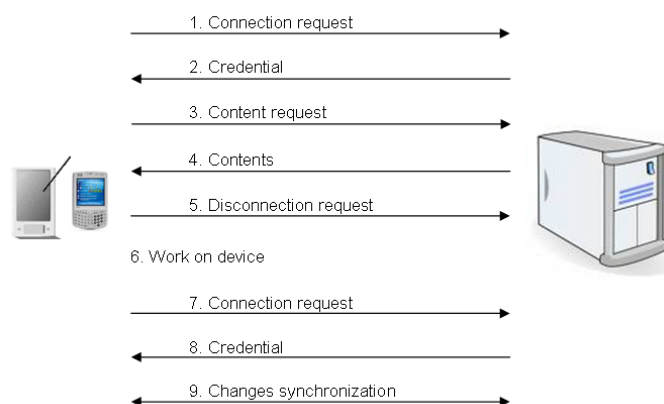 1. Connection request
2. Credential
3. Content request
4. Contents
5. Disconnection request
6. Work on device
7. Connection request
8. Credential
9. Changes synchronization